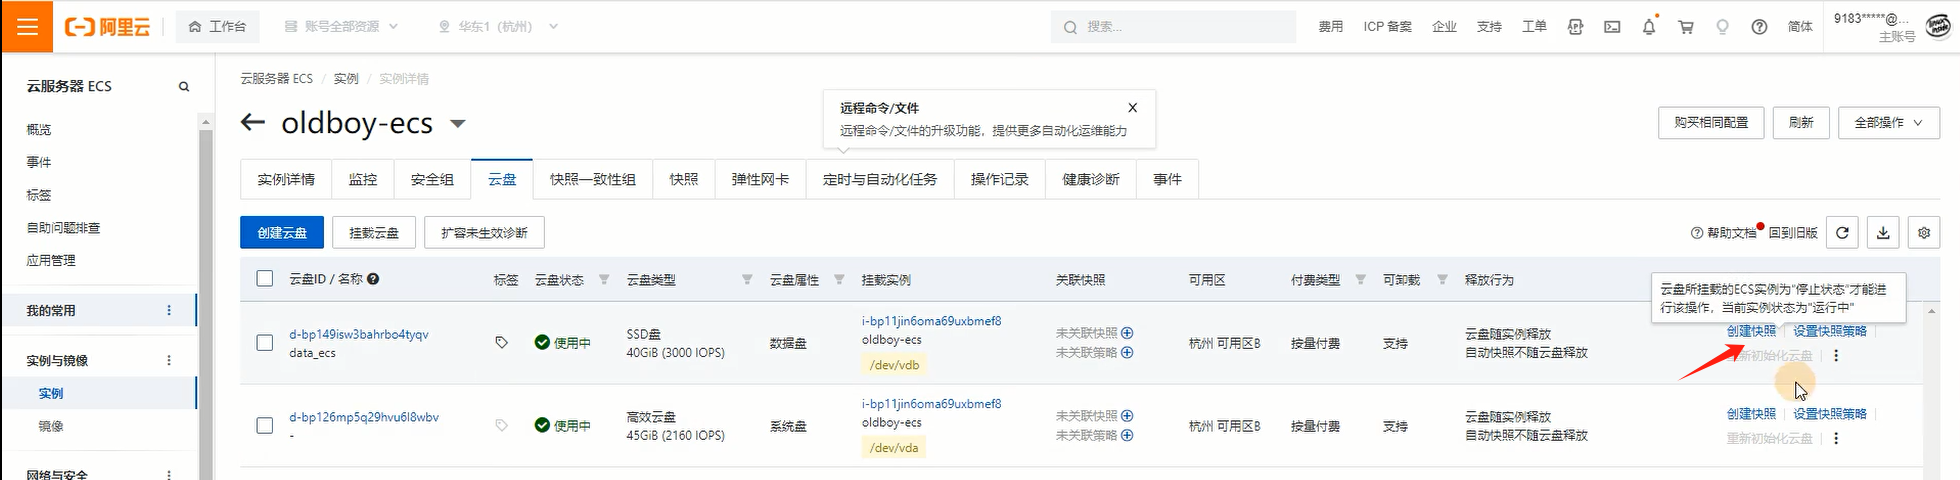 阿里云
工作台
账号全部资源
华东1（杭州）
搜索...
费用
ICP 备案
企业
支持
工单
简体
9183*****@...
主账号
云服务器 ECS
概览
事件
标签
自助问题排查
应用管理
我的常用
实例与镜像
实例
镜像
网络与安全
云服务器 ECS / 实例 / 实例详情
oldboy-ecs
远程命令/文件
远程命令/文件的升级功能，提供更多自动化运维能力
购买相同配置
刷新
全部操作
实例详情
监控
安全组
云盘
快照一致性组
快照
弹性网卡
定时与自动化任务
操作记录
健康诊断
事件
创建云盘
挂载云盘
扩容未生效诊断
帮助文档
回到旧版
云盘ID / 名称
标签
云盘状态
云盘类型
云盘属性
挂载实例
关联快照
可用区
付费类型
可卸载
释放行为
云盘所挂载的ECS实例为"停止状态"才能进
行该操作，当前实例状态为"运行中"
d-bp149isw3bahrbo4tyqv
data_ecs
使用中
SSD盘
40GiB (3000 IOPS)
数据盘
i-bp11jin6oma69uxbmef8
oldboy-ecs
/dev/vdb
未关联快照
未关联策略
杭州 可用区B
按量付费
支持
云盘随实例释放
自动快照不随云盘释放
创建快照
设置快照策略
重新初始化云盘
d-bp126mp5q29hvu6l8wbv
-
使用中
高效云盘
45GiB (2160 IOPS)
系统盘
i-bp11jin6oma69uxbmef8
oldboy-ecs
/dev/vda
未关联快照
未关联策略
杭州 可用区B
按量付费
支持
云盘随实例释放
自动快照不随云盘释放
创建快照
设置快照策略
重新初始化云盘